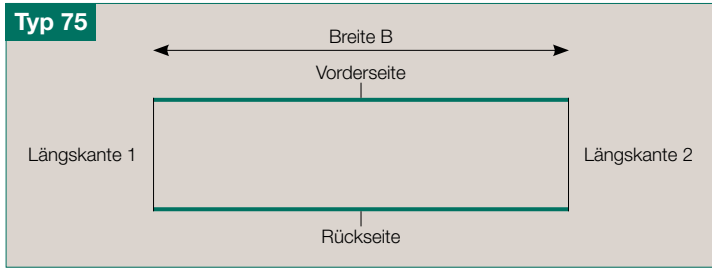 Typ 75
Breite B
Vorderseite
Längskante 1
Längskante 2
Rückseite